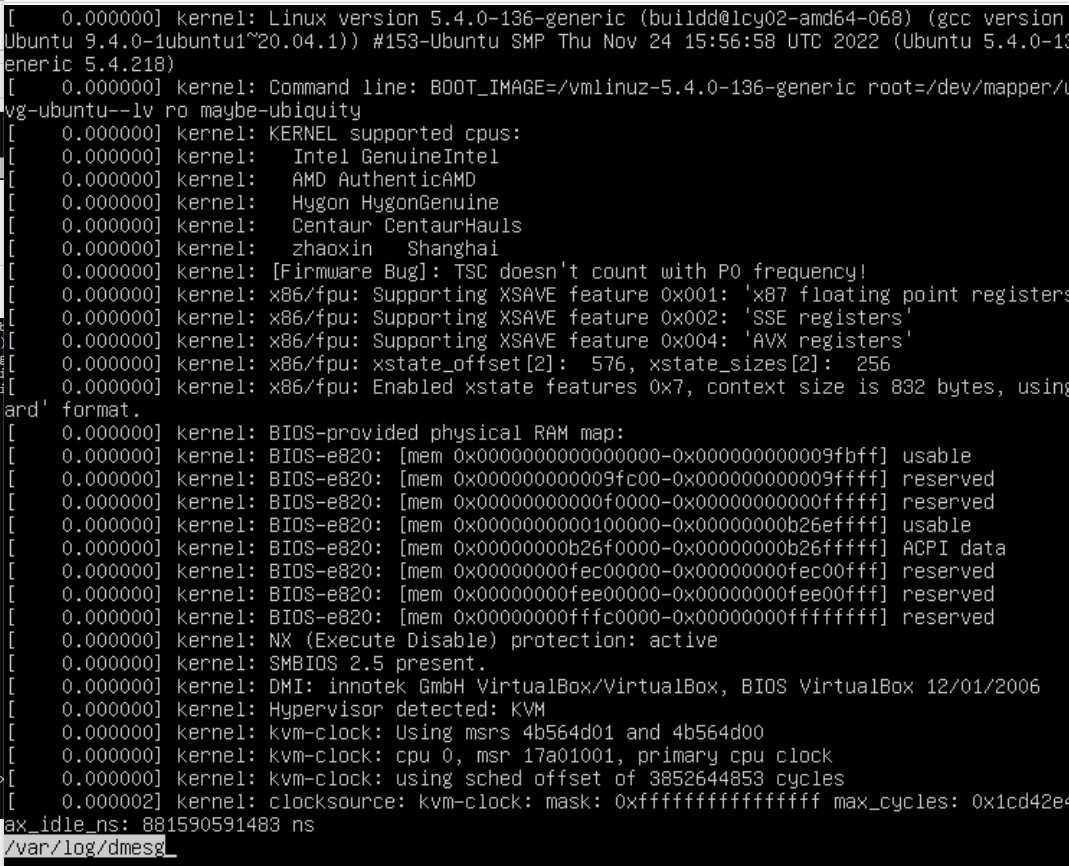 [    0.000000] kernel: Linux version 5.4.0-136-generic (buildd@lcy02-amd64-068) (gcc version
Ubuntu 9.4.0-1ubuntu1~20.04.1)) #153-Ubuntu SMP Thu Nov 24 15:56:58 UTC 2022 (Ubuntu 5.4.0-13
eneric 5.4.218)
[    0.000000] kernel: Command line: BOOT_IMAGE=/vmlinuz-5.4.0-136-generic root=/dev/mapper/u
vg-ubuntu--lv ro maybe-ubiquity
[    0.000000] kernel: KERNEL supported cpus:
[    0.000000] kernel:   Intel GenuineIntel
[    0.000000] kernel:   AMD AuthenticAMD
[    0.000000] kernel:   Hygon HygonGenuine
[    0.000000] kernel:   Centaur CentaurHauls
[    0.000000] kernel:   zhaoxin   Shanghai
[    0.000000] kernel: [Firmware Bug]: TSC doesn't count with P0 frequency!
[    0.000000] kernel: x86/fpu: Supporting XSAVE feature 0x001: 'x87 floating point registers
[    0.000000] kernel: x86/fpu: Supporting XSAVE feature 0x002: 'SSE registers'
[    0.000000] kernel: x86/fpu: Supporting XSAVE feature 0x004: 'AVX registers'
[    0.000000] kernel: x86/fpu: xstate_offset[2]:  576, xstate_sizes[2]:  256
[    0.000000] kernel: x86/fpu: Enabled xstate features 0x7, context size is 832 bytes, using
ard' format.
[    0.000000] kernel: BIOS-provided physical RAM map:
[    0.000000] kernel: BIOS-e820: [mem 0x0000000000000000-0x000000000009fbff] usable
[    0.000000] kernel: BIOS-e820: [mem 0x000000000009fc00-0x000000000009ffff] reserved
[    0.000000] kernel: BIOS-e820: [mem 0x00000000000f0000-0x00000000000fffff] reserved
[    0.000000] kernel: BIOS-e820: [mem 0x0000000000100000-0x00000000b26effff] usable
[    0.000000] kernel: BIOS-e820: [mem 0x00000000b26f0000-0x00000000b26fffff] ACPI data
[    0.000000] kernel: BIOS-e820: [mem 0x00000000fec00000-0x00000000fec00fff] reserved
[    0.000000] kernel: BIOS-e820: [mem 0x00000000fee00000-0x00000000fee00fff] reserved
[    0.000000] kernel: BIOS-e820: [mem 0x00000000fffc0000-0x00000000ffffffff] reserved
[    0.000000] kernel: NX (Execute Disable) protection: active
[    0.000000] kernel: SMBIOS 2.5 present.
[    0.000000] kernel: DMI: innotek GmbH VirtualBox/VirtualBox, BIOS VirtualBox 12/01/2006
[    0.000000] kernel: Hypervisor detected: KVM
[    0.000000] kernel: kvm-clock: Using msrs 4b564d01 and 4b564d00
[    0.000000] kernel: kvm-clock: cpu 0, msr 17a01001, primary cpu clock
[    0.000000] kernel: kvm-clock: using sched offset of 3852644853 cycles
[    0.000002] kernel: clocksource: kvm-clock: mask: 0xffffffffffffffff max_cycles: 0x1cd42e4
ax_idle_ns: 881590591483 ns
/var/log/dmesg